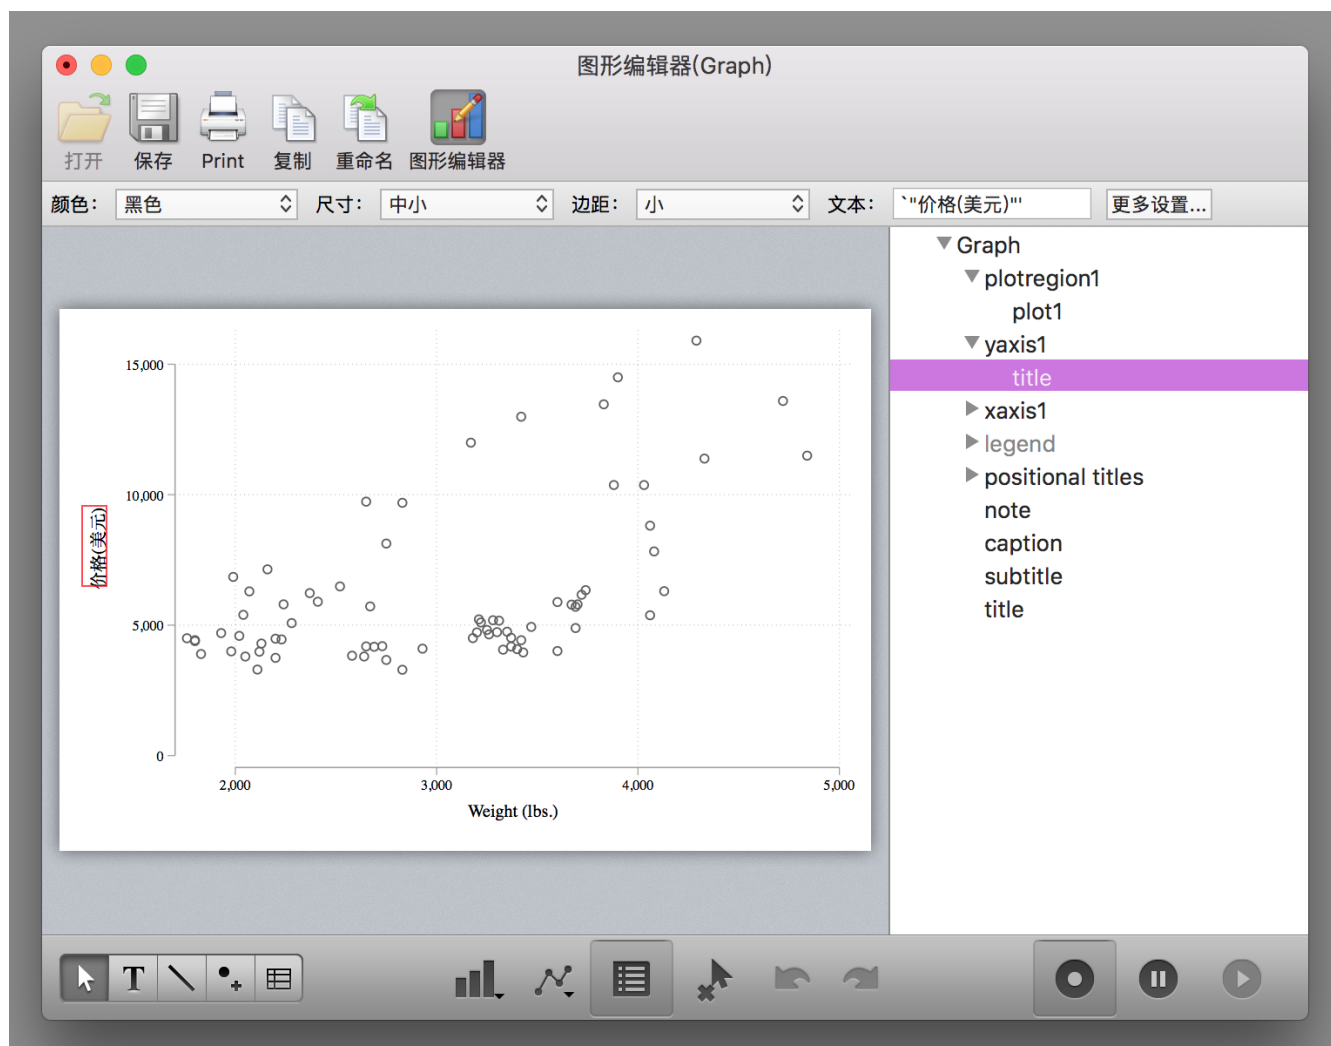 图形编辑器(Graph)
打开 保存 Print 复制 重命名 图形编辑器
颜色： 黑色 尺寸： 中小 边距： 小 文本： `"价格(美元)"' 更多设置...
Graph
plotregion1
plot1
yaxis1
title
xaxis1
legend
positional titles
note
caption
subtitle
title
15,000
10,000
5,000
0
价格(美元)
2,000 3,000 4,000 5,000
Weight (lbs.)
T